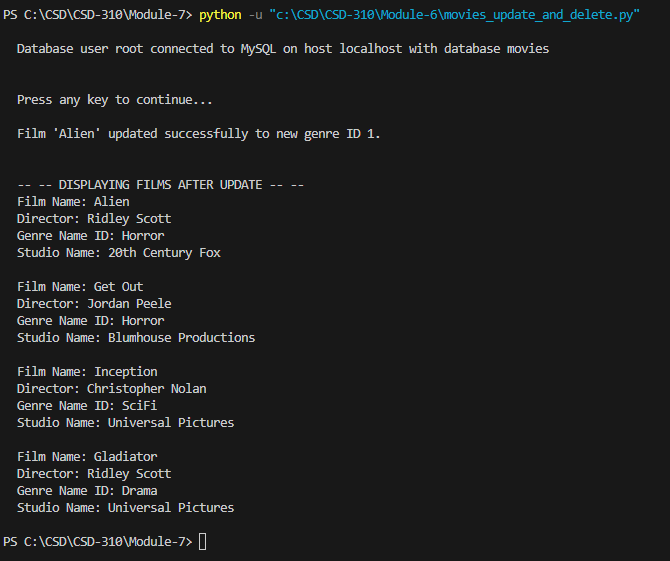 PS C:\CSD\CSD-310\Module-7> python -u "c:\CSD\CSD-310\Module-6\movies_update_and_delete.py"
Database user root connected to MySQL on host localhost with database movies
Press any key to continue...
Film 'Alien' updated successfully to new genre ID 1.
-- -- DISPLAYING FILMS AFTER UPDATE -- --
Film Name: Alien
Director: Ridley Scott
Genre Name ID: Horror
Studio Name: 20th Century Fox
Film Name: Get Out
Director: Jordan Peele
Genre Name ID: Horror
Studio Name: Blumhouse Productions
Film Name: Inception
Director: Christopher Nolan
Genre Name ID: SciFi
Studio Name: Universal Pictures
Film Name: Gladiator
Director: Ridley Scott
Genre Name ID: Drama
Studio Name: Universal Pictures
PS C:\CSD\CSD-310\Module-7>